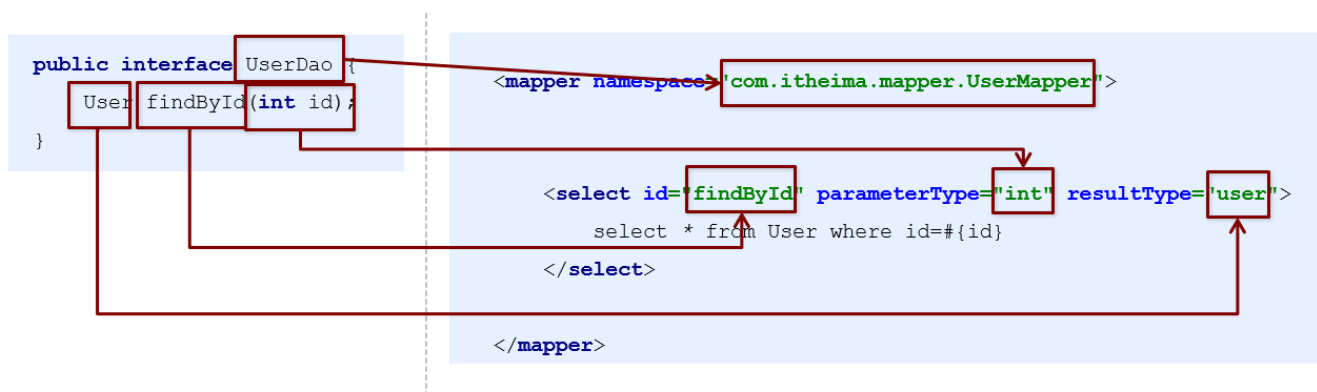 public interface UserDao {
User findById(int id);
}
<mapper namespace="com.itheima.mapper.UserMapper">
<select id="findById" parameterType="int" resultType="user">
select * from User where id=#{id}
</select>
</mapper>